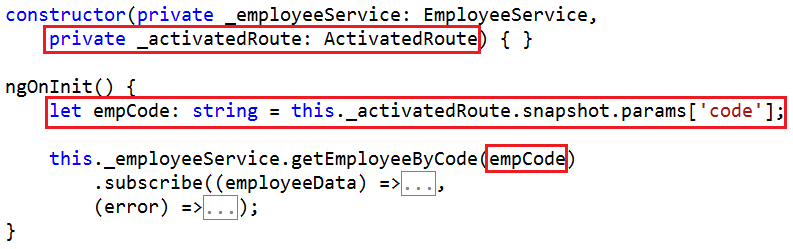 constructor(private _employeeService: EmployeeService,
private _activatedRoute: ActivatedRoute) { }
ngOnInit() {
let empCode: string = this._activatedRoute.snapshot.params['code'];
this._employeeService.getEmployeeByCode(empCode)
.subscribe((employeeData) =>...,
(error) =>...);
}